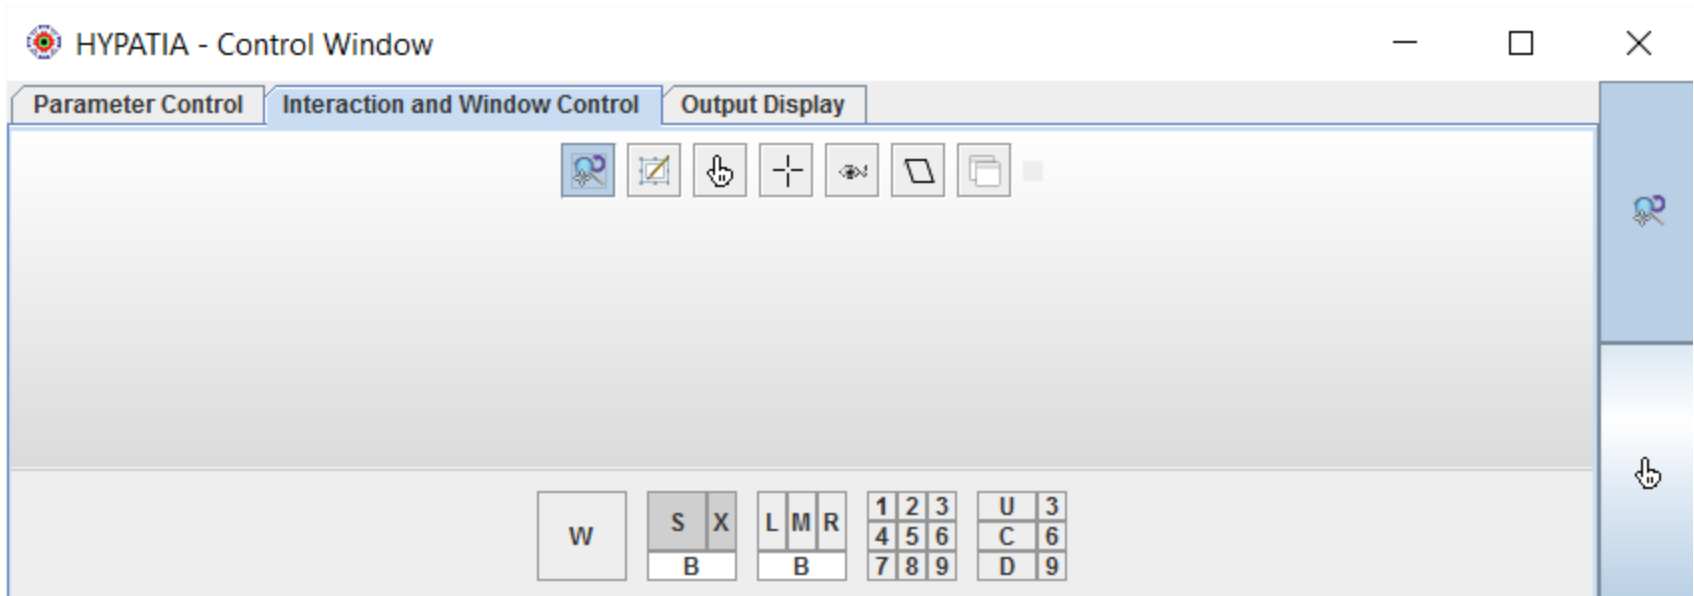 HYPATIA - Control Window
Parameter Control Interaction and Window Control Output Display
W
S X
B
L M R
B
1 2 3
4 5 6
7 8 9
U 3
C 6
D 9